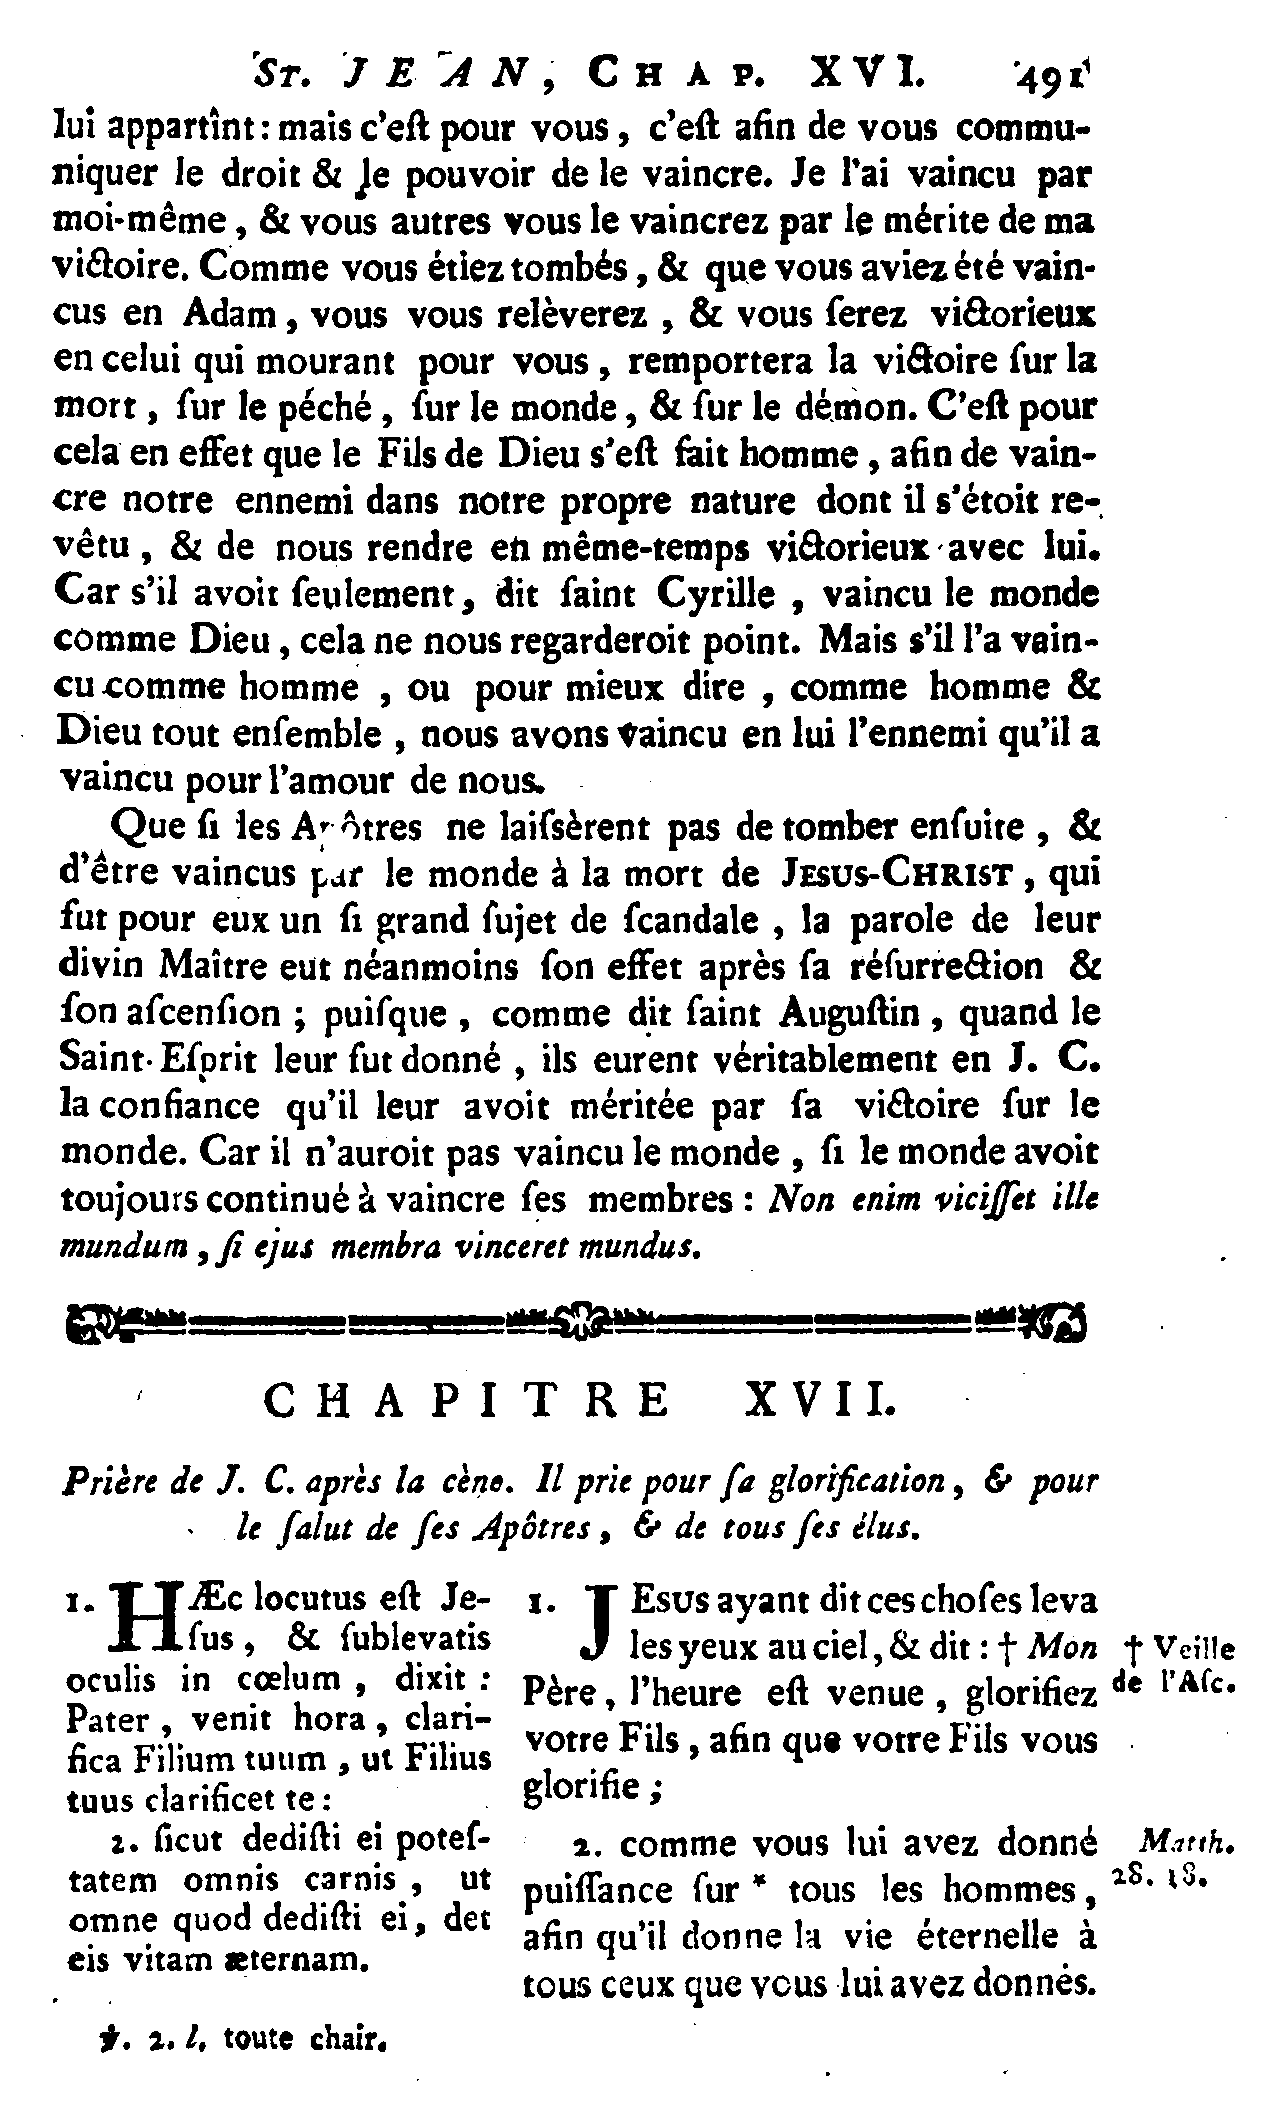 ST. JEAN, CHAP. XVI. 491
lui appartînt : mais c'eſt pour vous, c'eſt afin de vous commu-
niquer le droit & le pouvoir de le vaincre. Je l'ai vaincu par
moi-même, & vous autres vous le vaincrez par le mérite de ma
victoire. Comme vous étiez tombés, & que vous aviez été vain-
cus en Adam, vous vous relèverez, & vous ſerez victorieux
en celui qui mourant pour vous, remportera la victoire ſur la
mort, ſur le péché, ſur le monde, & ſur le démon. C'eſt pour
cela en effet que le Fils de Dieu s'eſt fait homme, afin de vain-
cre notre ennemi dans notre propre nature dont il s'étoit re-
vêtu, & de nous rendre en même-temps victorieux avec lui.
Car s'il avoit ſeulement, dit ſaint Cyrille, vaincu le monde
comme Dieu, cela ne nous regarderoit point. Mais s'il l'a vain-
cu comme homme, ou pour mieux dire, comme homme &
Dieu tout enſemble, nous avons vaincu en lui l'ennemi qu'il a
vaincu pour l'amour de nous.
Que ſi les Apôtres ne laiſsèrent pas de tomber enſuite, &
d'être vaincus par le monde à la mort de JESUS-CHRIST, qui
fut pour eux un ſi grand ſujet de ſcandale, la parole de leur
divin Maître eut néanmoins ſon effet après ſa réſurrection &
ſon aſcenſion ; puiſque, comme dit ſaint Auguſtin, quand le
Saint-Eſprit leur fut donné, ils eurent véritablement en J. C.
la confiance qu'il leur avoit méritée par ſa victoire ſur le
monde. Car il n'auroit pas vaincu le monde, ſi le monde avoit
toujours continué à vaincre ſes membres : Non enim viciſſet ille
mundum, ſi ejus membra vinceret mundus.
CHAPITRE XVII.
Prière de J. C. après la cène. Il prie pour ſa glorification, & pour
le ſalut de ſes Apôtres, & de tous ſes élus.
1. HÆc locutus eſt Je-
ſus, & ſublevatis
oculis in cœlum, dixit :
Pater, venit hora, clari-
fica Filium tuum, ut Filius
tuus clarificet te :
2. ſicut dediſti ei poteſ-
tatem omnis carnis, ut
omne quod dediſti ei, det
eis vitam æternam.
1. JEsus ayant dit ces choſes leva
les yeux au ciel, & dit : † Mon
Père, l'heure eſt venue, glorifiez
votre Fils, afin que votre Fils vous
glorifie ;
2. comme vous lui avez donné
puiſſance ſur * tous les hommes,
afin qu'il donne la vie éternelle à
tous ceux que vous lui avez donnés.
† Veille
de l'Aſc.
Matth.
28. 18.
℣. 2. l. toute chair.